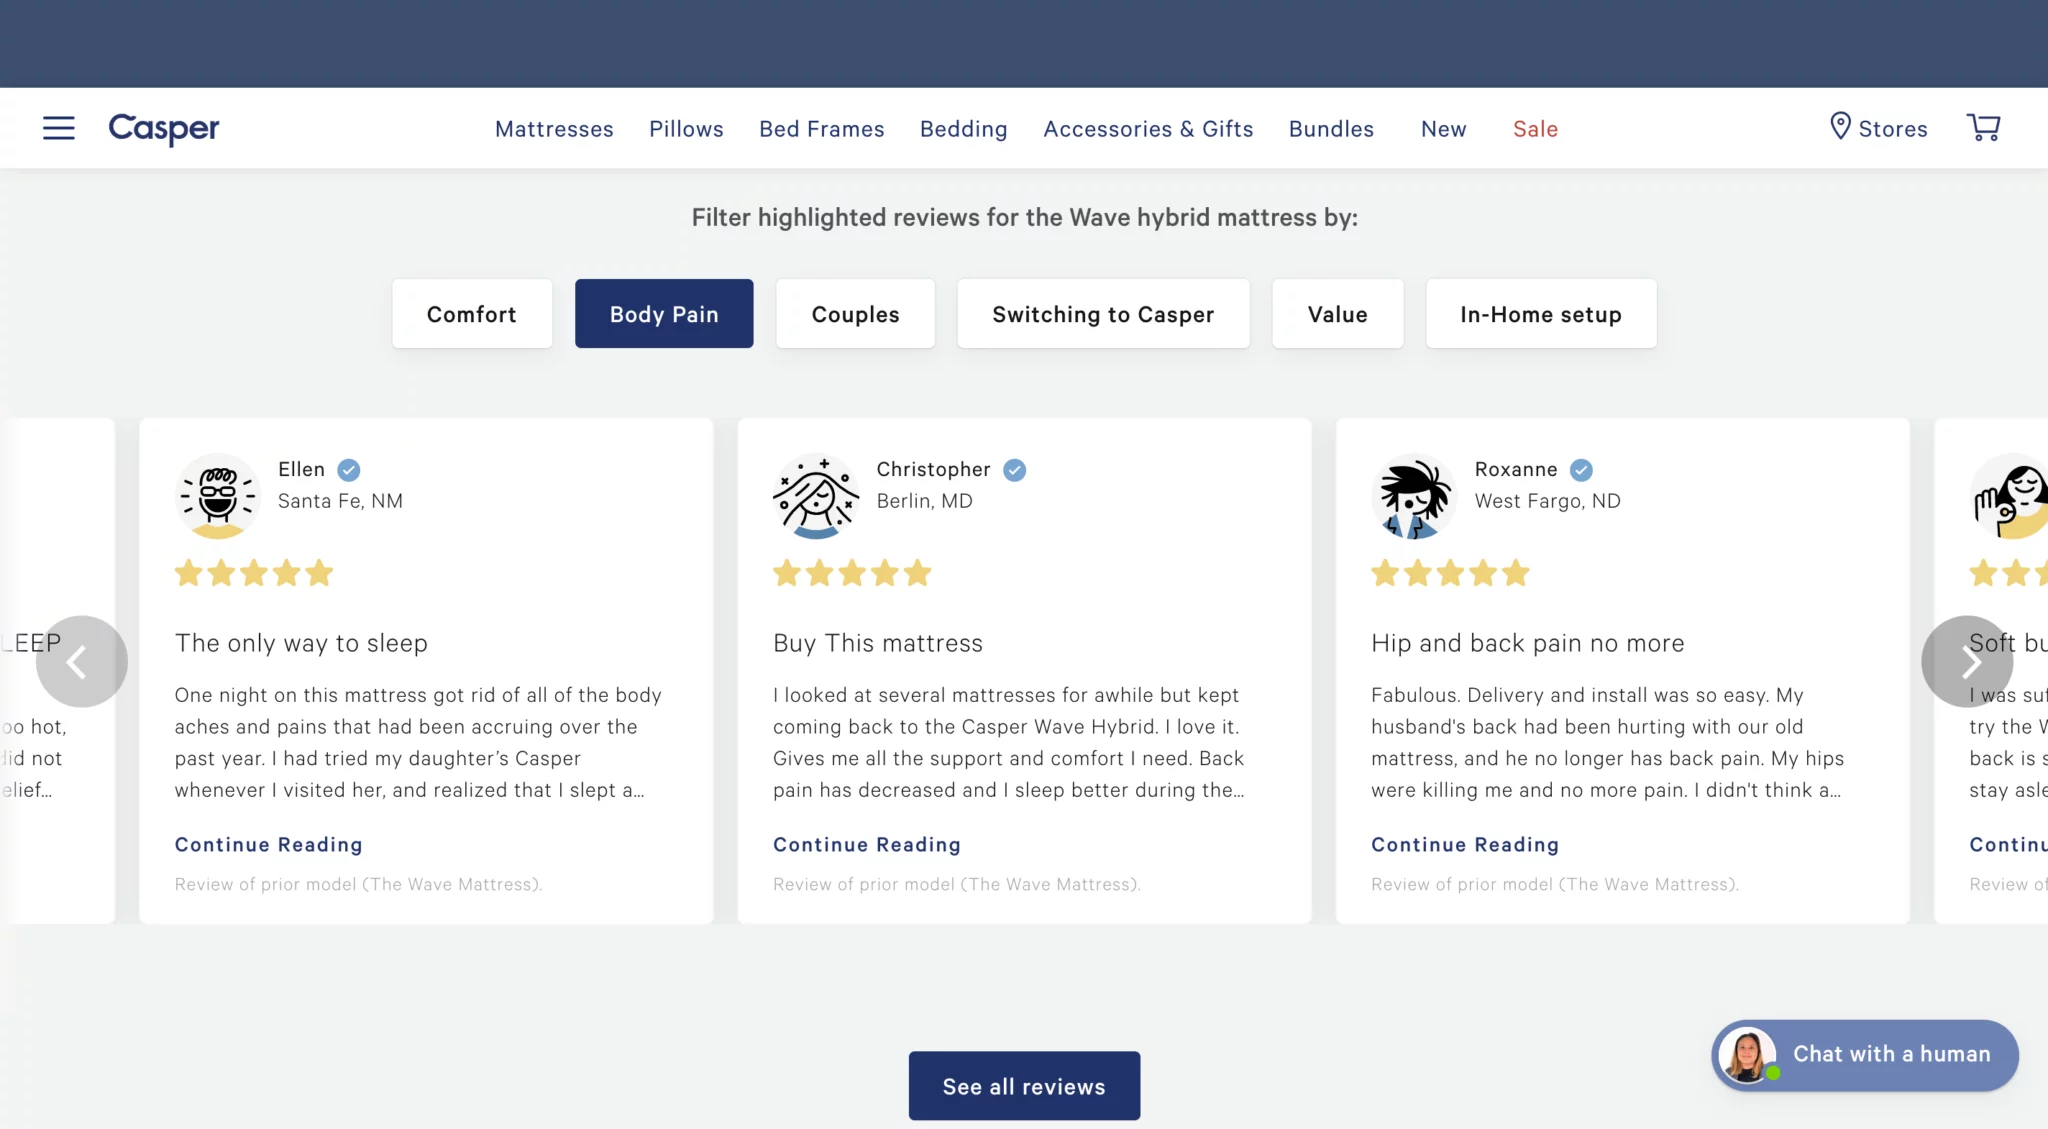 Casper
Mattresses
Pillows
Bed Frames
Bedding
Accessories & Gifts
Bundles
New
Sale
Stores
Filter highlighted reviews for the Wave hybrid mattress by:
Comfort
Body Pain
Couples
Switching to Casper
Value
In-Home setup
LEEP
oo hot,
did not
elief...
Ellen
Santa Fe, NM
The only way to sleep
One night on this mattress got rid of all of the body
aches and pains that had been accruing over the
past year. I had tried my daughter’s Casper
whenever I visited her, and realized that I slept a...
Continue Reading
Review of prior model (The Wave Mattress).
Christopher
Berlin, MD
Buy This mattress
I looked at several mattresses for awhile but kept
coming back to the Casper Wave Hybrid. I love it.
Gives me all the support and comfort I need. Back
pain has decreased and I sleep better during the...
Continue Reading
Review of prior model (The Wave Mattress).
Roxanne
West Fargo, ND
Hip and back pain no more
Fabulous. Delivery and install was so easy. My
husband's back had been hurting with our old
mattress, and he no longer has back pain. My hips
were killing me and no more pain. I didn't think a...
Continue Reading
Review of prior model (The Wave Mattress).
Soft bu
I was suf
try the W
back is s
stay asle
Continu
Review of
See all reviews
Chat with a human